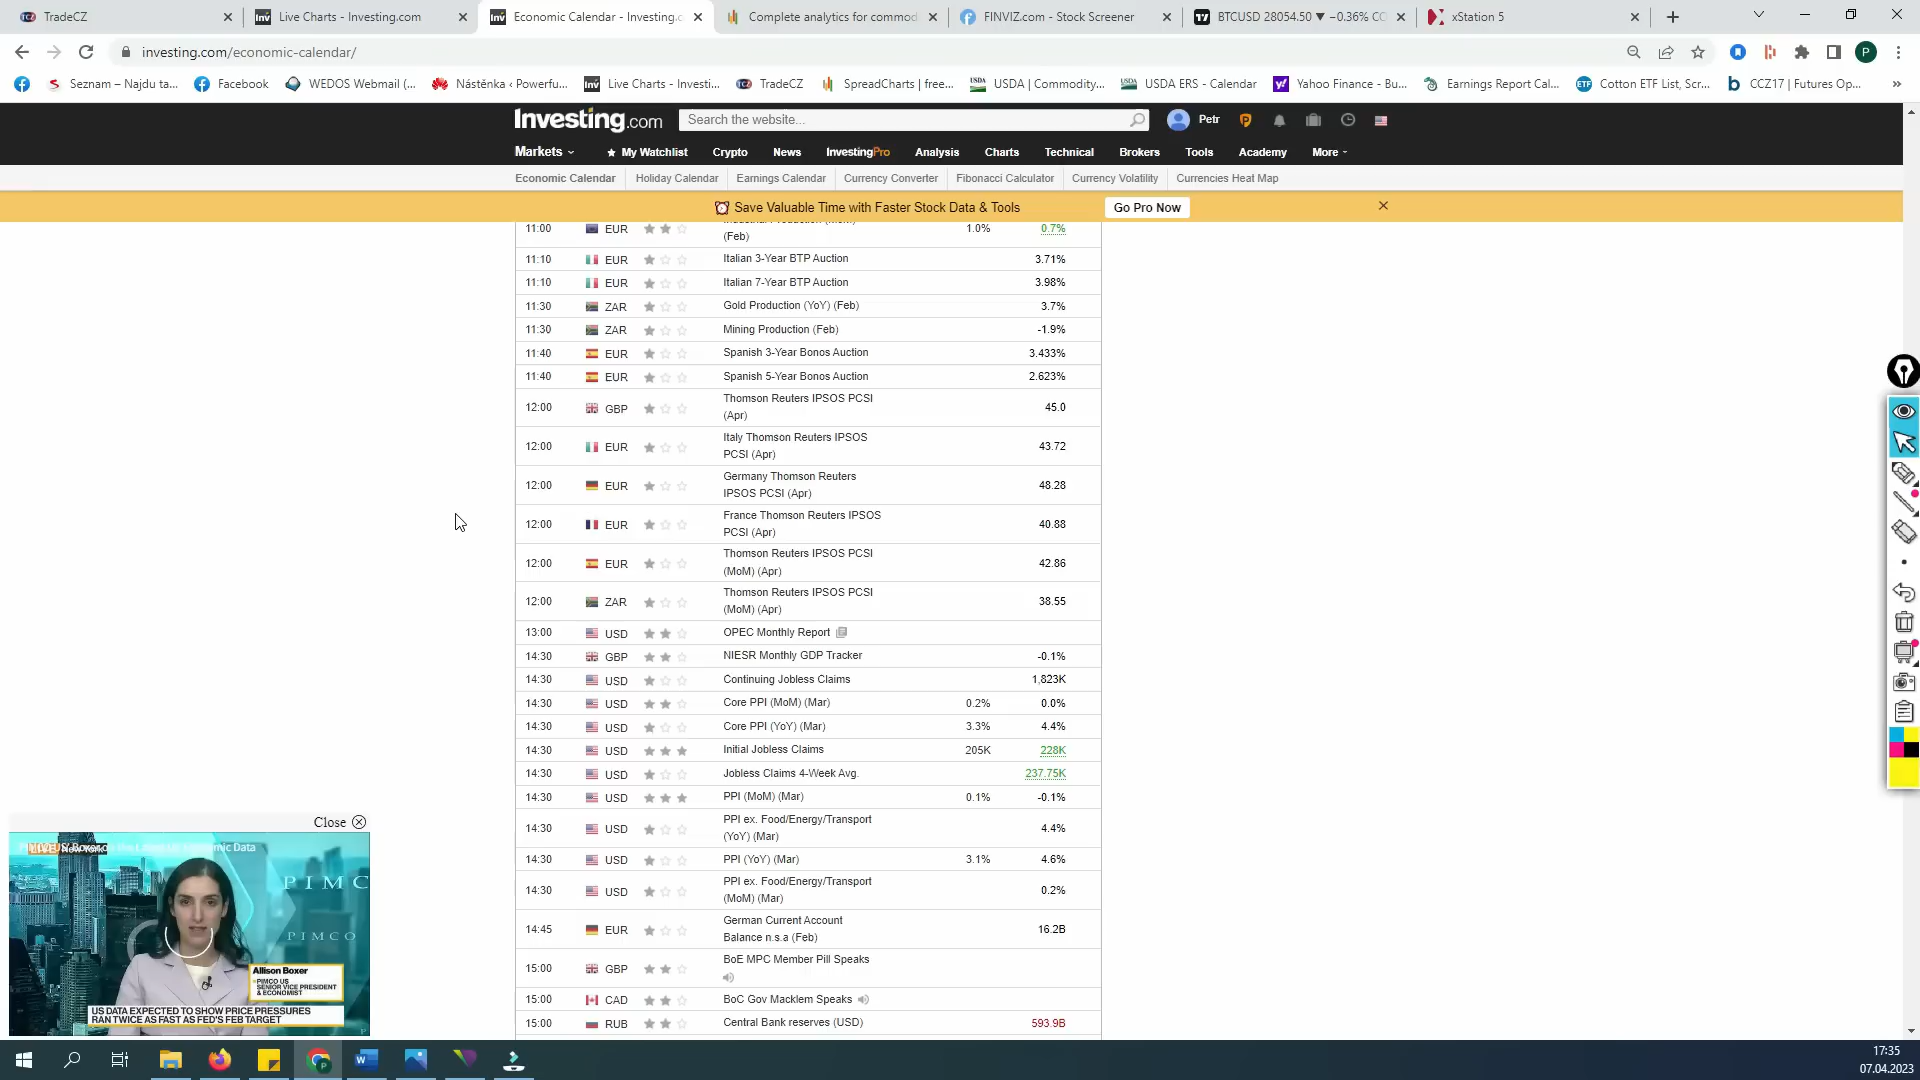 TradeCZ
Live Charts - Investing.com
Economic Calendar - Investing.c
Complete analytics for commod
FINVIZ.com - Stock Screener
BTCUSD 28054.50 ▼ −0.36% CC
xStation 5
investing.com/economic-calendar/
P
Seznam – Najdu ta...
Facebook
WEDOS Webmail (...
Nástěnka ‹ Powerfu...
Live Charts - Investi...
TradeCZ
SpreadCharts | free...
USDA | Commodity...
USDA ERS - Calendar
Yahoo Finance - Bu...
Earnings Report Cal...
Cotton ETF List, Scr...
CCZ17 | Futures Op...
Investing.com
Search the website...
Petr
Markets
My Watchlist
Crypto
News
InvestingPro
Analysis
Charts
Technical
Brokers
Tools
Academy
More
Economic Calendar
Holiday Calendar
Earnings Calendar
Currency Converter
Fibonacci Calculator
Currency Volatility
Currencies Heat Map
Save Valuable Time with Faster Stock Data & Tools
Go Pro Now
11:00 EUR (Feb) 1.0% 0.7%
11:10 EUR Italian 3-Year BTP Auction 3.71%
11:10 EUR Italian 7-Year BTP Auction 3.98%
11:30 ZAR Gold Production (YoY) (Feb) 3.7%
11:30 ZAR Mining Production (Feb) -1.9%
11:40 EUR Spanish 3-Year Bonos Auction 3.433%
11:40 EUR Spanish 5-Year Bonos Auction 2.623%
12:00 GBP Thomson Reuters IPSOS PCSI
(Apr) 45.0
12:00 EUR Italy Thomson Reuters IPSOS
PCSI (Apr) 43.72
12:00 EUR Germany Thomson Reuters
IPSOS PCSI (Apr) 48.28
12:00 EUR France Thomson Reuters IPSOS
PCSI (Apr) 40.88
12:00 EUR Thomson Reuters IPSOS PCSI
(MoM) (Apr) 42.86
12:00 ZAR Thomson Reuters IPSOS PCSI
(MoM) (Apr) 38.55
13:00 USD OPEC Monthly Report
14:30 GBP NIESR Monthly GDP Tracker -0.1%
14:30 USD Continuing Jobless Claims 1,823K
14:30 USD Core PPI (MoM) (Mar) 0.2% 0.0%
14:30 USD Core PPI (YoY) (Mar) 3.3% 4.4%
14:30 USD Initial Jobless Claims 205K 228K
14:30 USD Jobless Claims 4-Week Avg. 237.75K
14:30 USD PPI (MoM) (Mar) 0.1% -0.1%
14:30 USD PPI ex. Food/Energy/Transport
(YoY) (Mar) 4.4%
14:30 USD PPI (YoY) (Mar) 3.1% 4.6%
14:30 USD PPI ex. Food/Energy/Transport
(MoM) (Mar) 0.2%
14:45 EUR German Current Account
Balance n.s.a (Feb) 16.2B
15:00 GBP BoE MPC Member Pill Speaks
15:00 CAD BoC Gov Macklem Speaks
15:00 RUB Central Bank reserves (USD) 593.9B
Close
PIMC
PIMCO
Allison Boxer
PIMCO US
SENIOR VICE PRESIDENT
& ECONOMIST
US DATA EXPECTED TO SHOW PRICE PRESSURES
RAN TWICE AS FAST AS FED'S FEB TARGET
17:35
07.04.2023